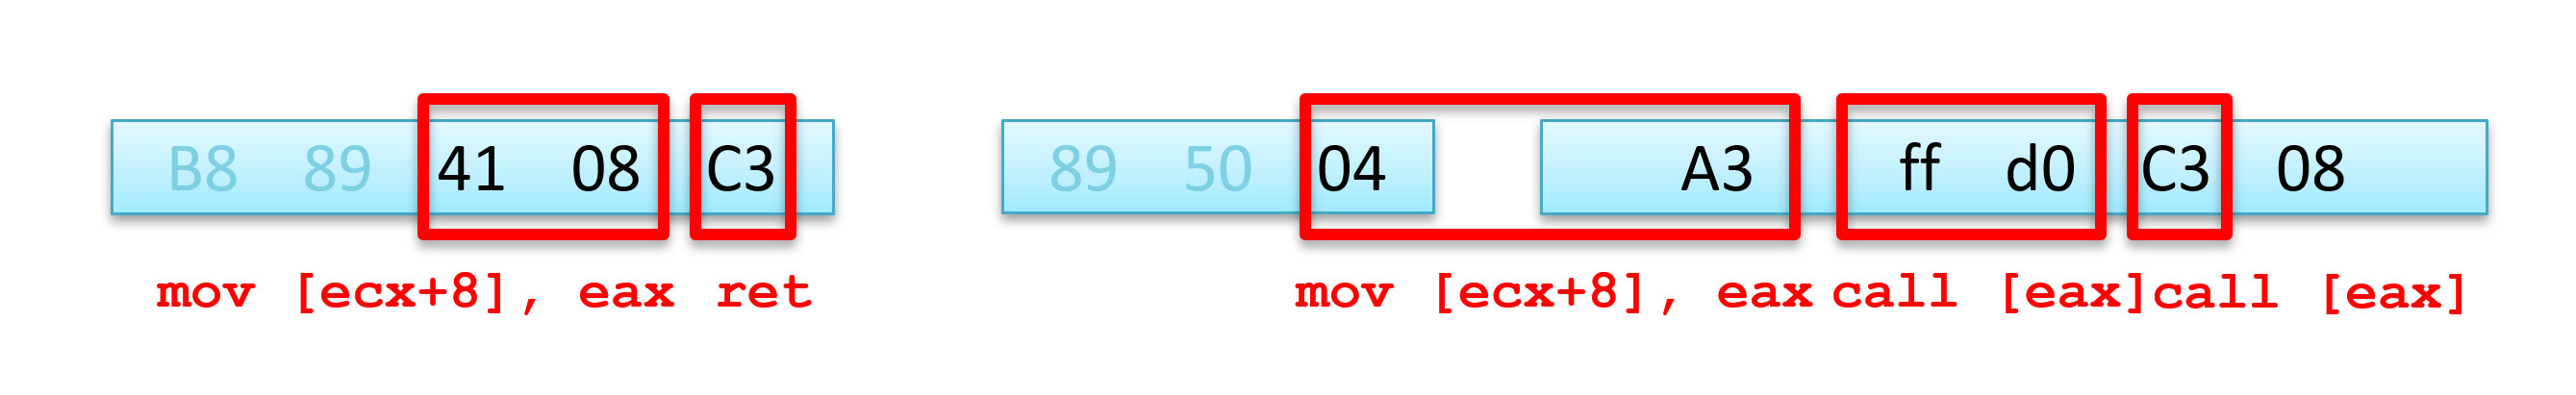 B8 89 41 08 C3 89 50 04 A3 ff d0 C3 08
mov [ecx+8], eax ret mov [ecx+8], eax call [eax] call [eax]